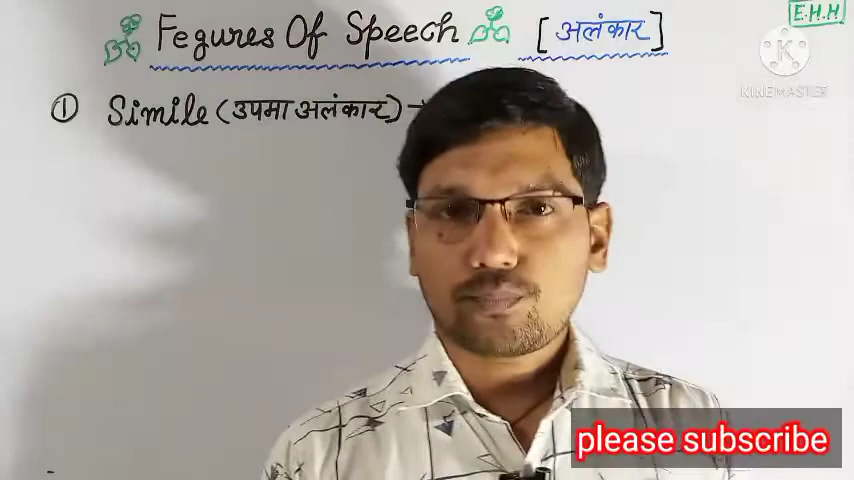 Fegures Of Speech [अलंकार]
E.H.H
KINEMASTER
① Simile (उपमा अलंकार) →
please subscribe